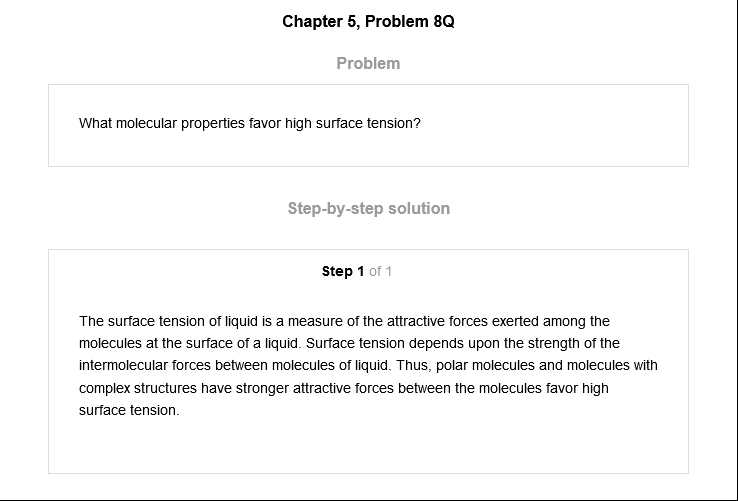 Chapter 5, Problem 8Q
Problem
What molecular properties favor high surface tension?
Step-by-step solution
Step 1 of 1
The surface tension of liquid is a measure of the attractive forces exerted among the
molecules at the surface of a liquid. Surface tension depends upon the strength of the
intermolecular forces between molecules of liquid. Thus, polar molecules and molecules with
complex structures have stronger attractive forces between the molecules favor high
surface tension.